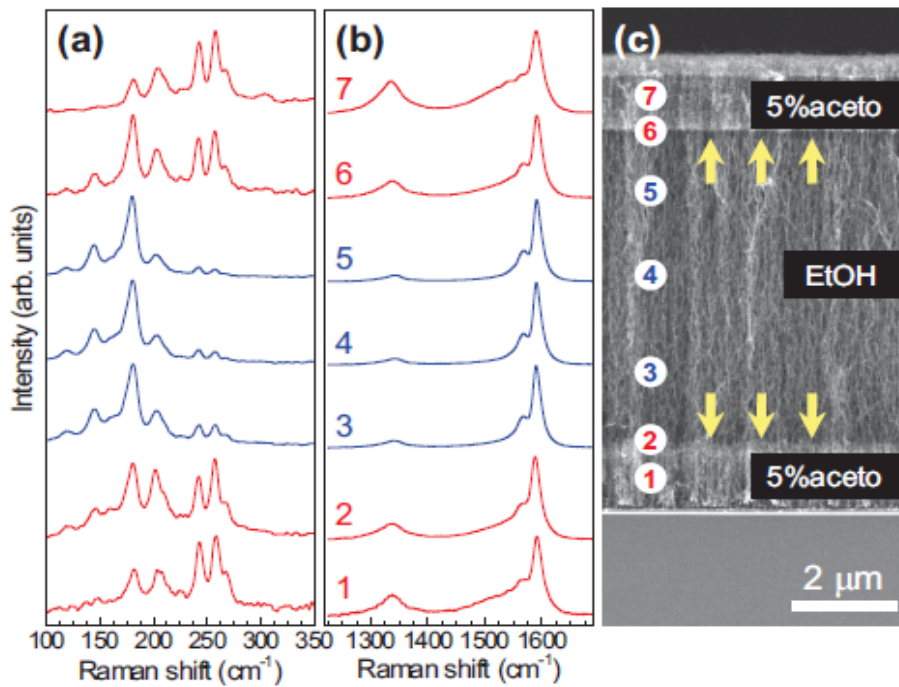 (a)
(b)
(c)
7
6
5
4
3
2
1
Intensity (arb. units)
100
150
200
250
300
350
Raman shift (cm⁻¹)
1300
1400
1500
1600
Raman shift (cm⁻¹)
7
5%aceto
6
5
4
EtOH
3
2
1
5%aceto
2 μm